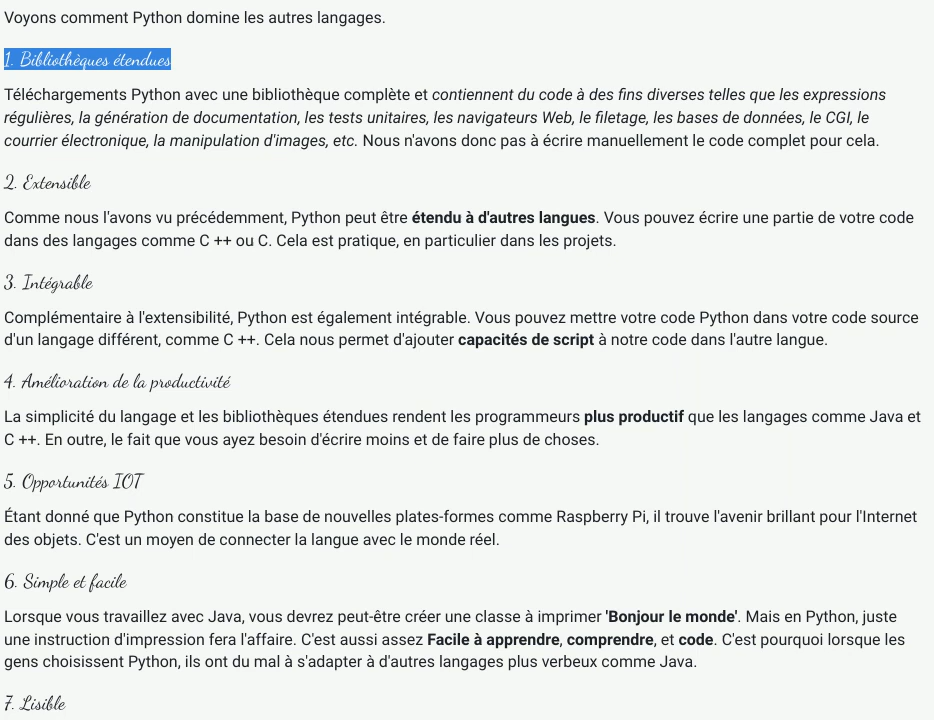 Voyons comment Python domine les autres langages.
1. Bibliothèques étendues
Téléchargements Python avec une bibliothèque complète et contiennent du code à des fins diverses telles que les expressions
régulières, la génération de documentation, les tests unitaires, les navigateurs Web, le filetage, les bases de données, le CGI, le
courrier électronique, la manipulation d'images, etc. Nous n'avons donc pas à écrire manuellement le code complet pour cela.
2. Extensible
Comme nous l'avons vu précédemment, Python peut être étendu à d'autres langues. Vous pouvez écrire une partie de votre code
dans des langages comme C ++ ou C. Cela est pratique, en particulier dans les projets.
3. Intégrable
Complémentaire à l'extensibilité, Python est également intégrable. Vous pouvez mettre votre code Python dans votre code source
d'un langage différent, comme C ++. Cela nous permet d'ajouter capacités de script à notre code dans l'autre langue.
4. Amélioration de la productivité
La simplicité du langage et les bibliothèques étendues rendent les programmeurs plus productif que les langages comme Java et
C ++. En outre, le fait que vous ayez besoin d'écrire moins et de faire plus de choses.
5. Opportunités IOT
Étant donné que Python constitue la base de nouvelles plates-formes comme Raspberry Pi, il trouve l'avenir brillant pour l'Internet
des objets. C'est un moyen de connecter la langue avec le monde réel.
6. Simple et facile
Lorsque vous travaillez avec Java, vous devrez peut-être créer une classe à imprimer 'Bonjour le monde'. Mais en Python, juste
une instruction d'impression fera l'affaire. C'est aussi assez Facile à apprendre, comprendre, et code. C'est pourquoi lorsque les
gens choisissent Python, ils ont du mal à s'adapter à d'autres langages plus verbeux comme Java.
7. Lisible